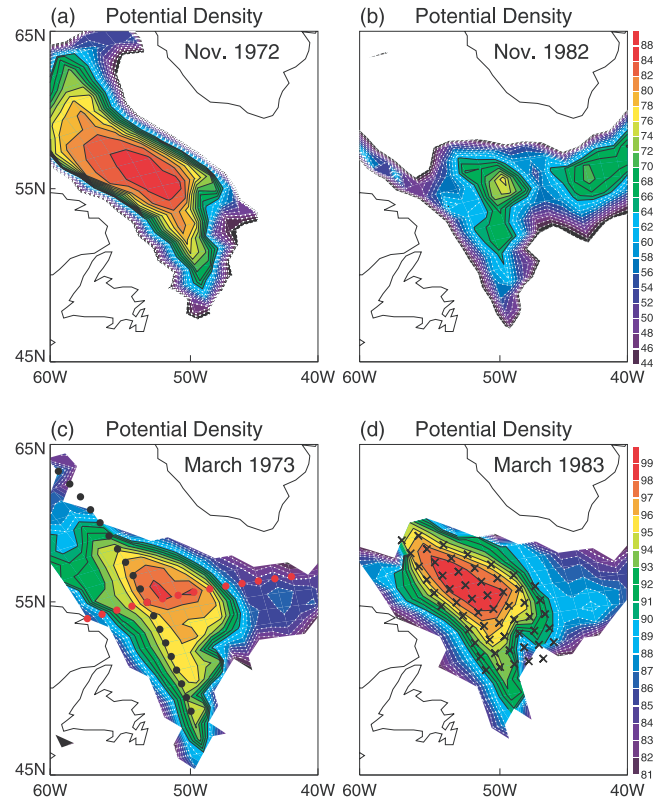 (a) Potential Density
(b) Potential Density
65N
Nov. 1972
Nov. 1982
55N
45N
60W 50W 40W
60W 50W 40W
88
84
82
80
78
76
74
72
70
68
66
64
62
60
58
56
54
52
50
48
46
44
(c) Potential Density
(d) Potential Density
65N
March 1973
March 1983
55N
45N
60W 50W 40W
50W 40W
99
98
97
96
95
94
93
92
91
90
89
88
87
86
85
84
83
82
81